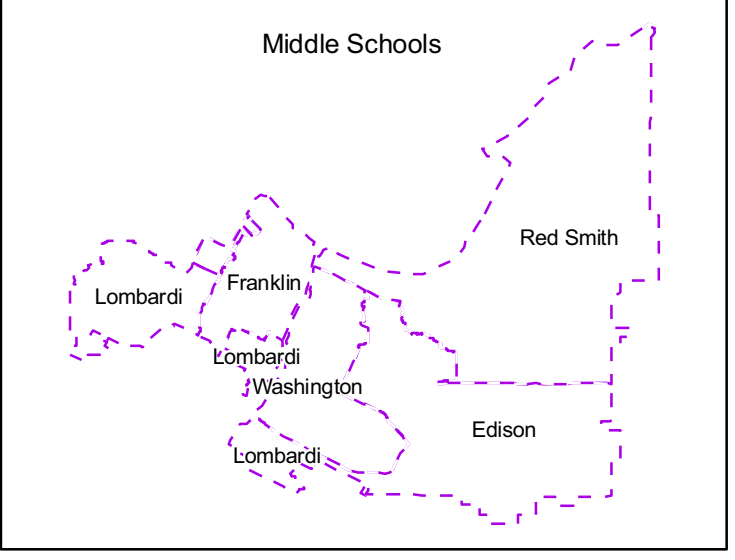 Middle Schools
Red Smith
Franklin
Lombardi
Lombardi
Washington
Edison
Lombardi